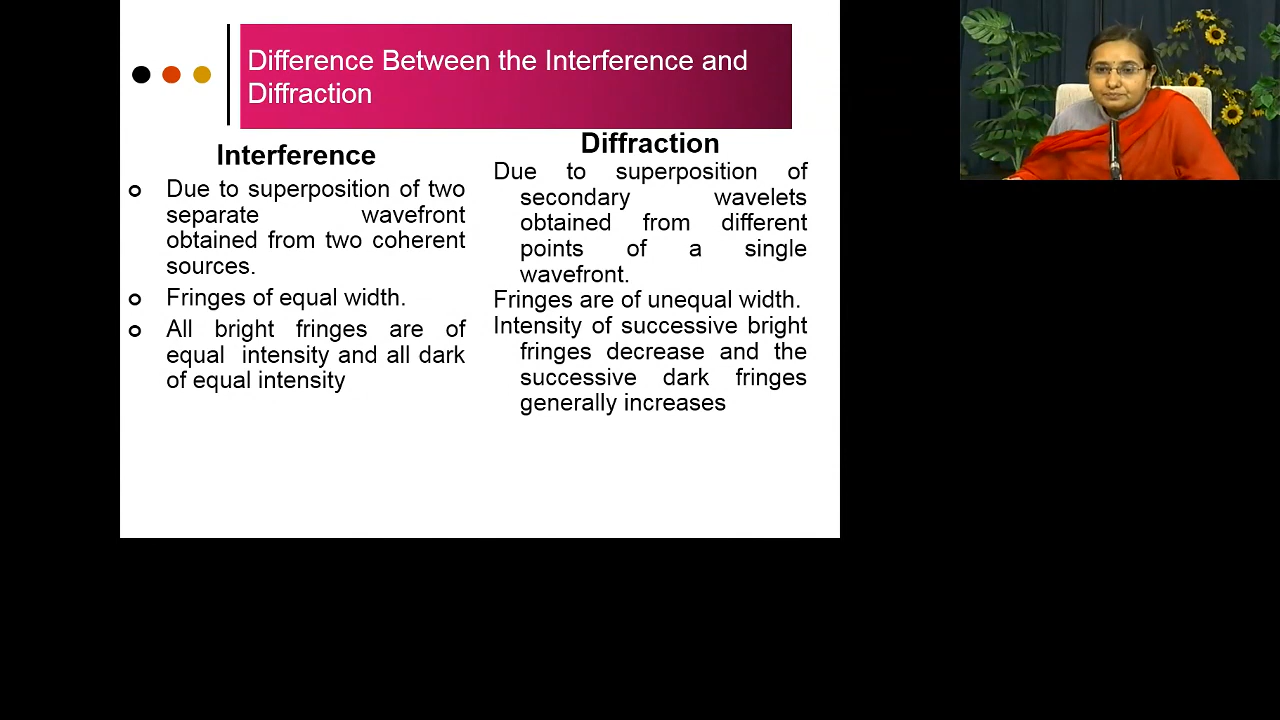 Difference Between the Interference and
Diffraction
Interference
Due to superposition of two
separate wavefront
obtained from two coherent
sources.
Fringes of equal width.
All bright fringes are of
equal intensity and all dark
of equal intensity
Diffraction
Due to superposition of
secondary wavelets
obtained from different
points of a single
wavefront.
Fringes are of unequal width.
Intensity of successive bright
fringes decrease and the
successive dark fringes
generally increases